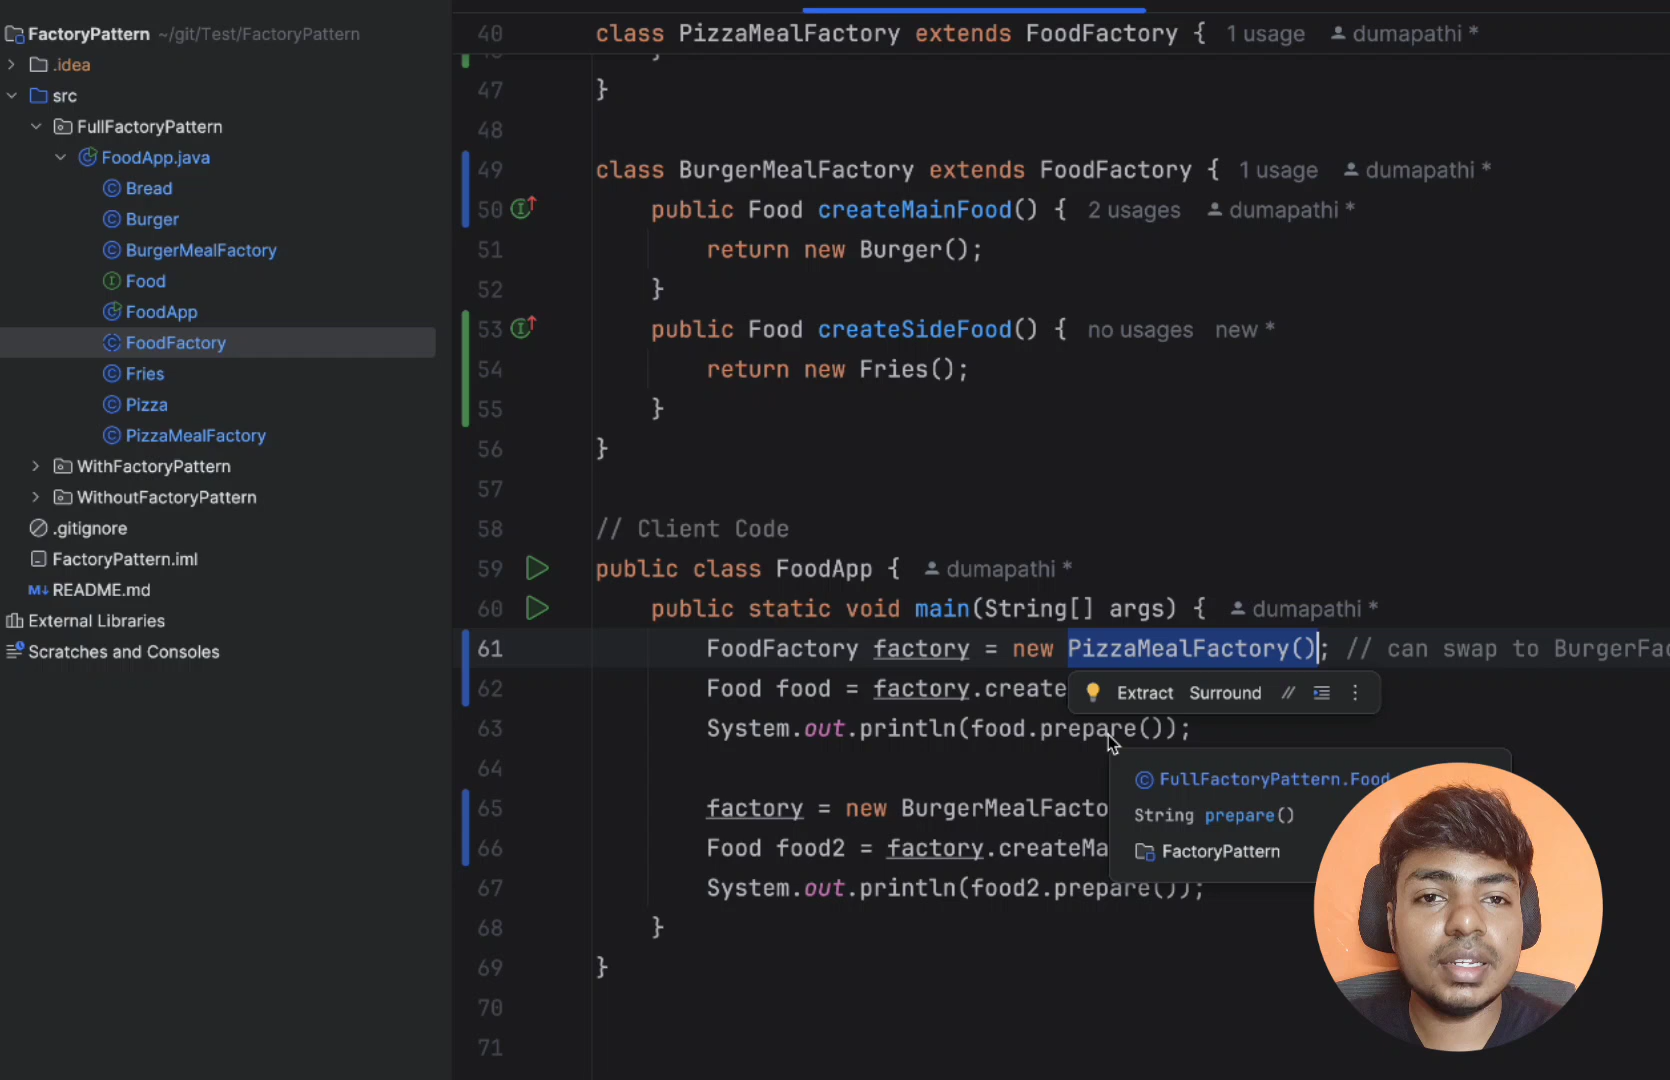 FactoryPattern ~/git/Test/FactoryPattern
.idea
src
FullFactoryPattern
FoodApp.java
Bread
Burger
BurgerMealFactory
Food
FoodApp
FoodFactory
Fries
Pizza
PizzaMealFactory
WithFactoryPattern
WithoutFactoryPattern
.gitignore
FactoryPattern.iml
M↓ README.md
External Libraries
Scratches and Consoles
40 class PizzaMealFactory extends FoodFactory { 1 usage dumapathi *
}
47 }
48
49 class BurgerMealFactory extends FoodFactory { 1 usage dumapathi *
50 public Food createMainFood() { 2 usages dumapathi *
51 return new Burger();
52 }
53 public Food createSideFood() { no usages new *
54 return new Fries();
55 }
56 }
57
58 // Client Code
59 public class FoodApp { dumapathi *
60 public static void main(String[] args) { dumapathi *
61 FoodFactory factory = new PizzaMealFactory(); // can swap to BurgerFac
62 Food food = factory.create
Extract Surround //
63 System.out.println(food.prepare());
64
FullFactoryPattern.Food
65 factory = new BurgerMealFacto
String prepare()
66 Food food2 = factory.createMa
FactoryPattern
67 System.out.println(food2.prepare());
68 }
69 }
70
71